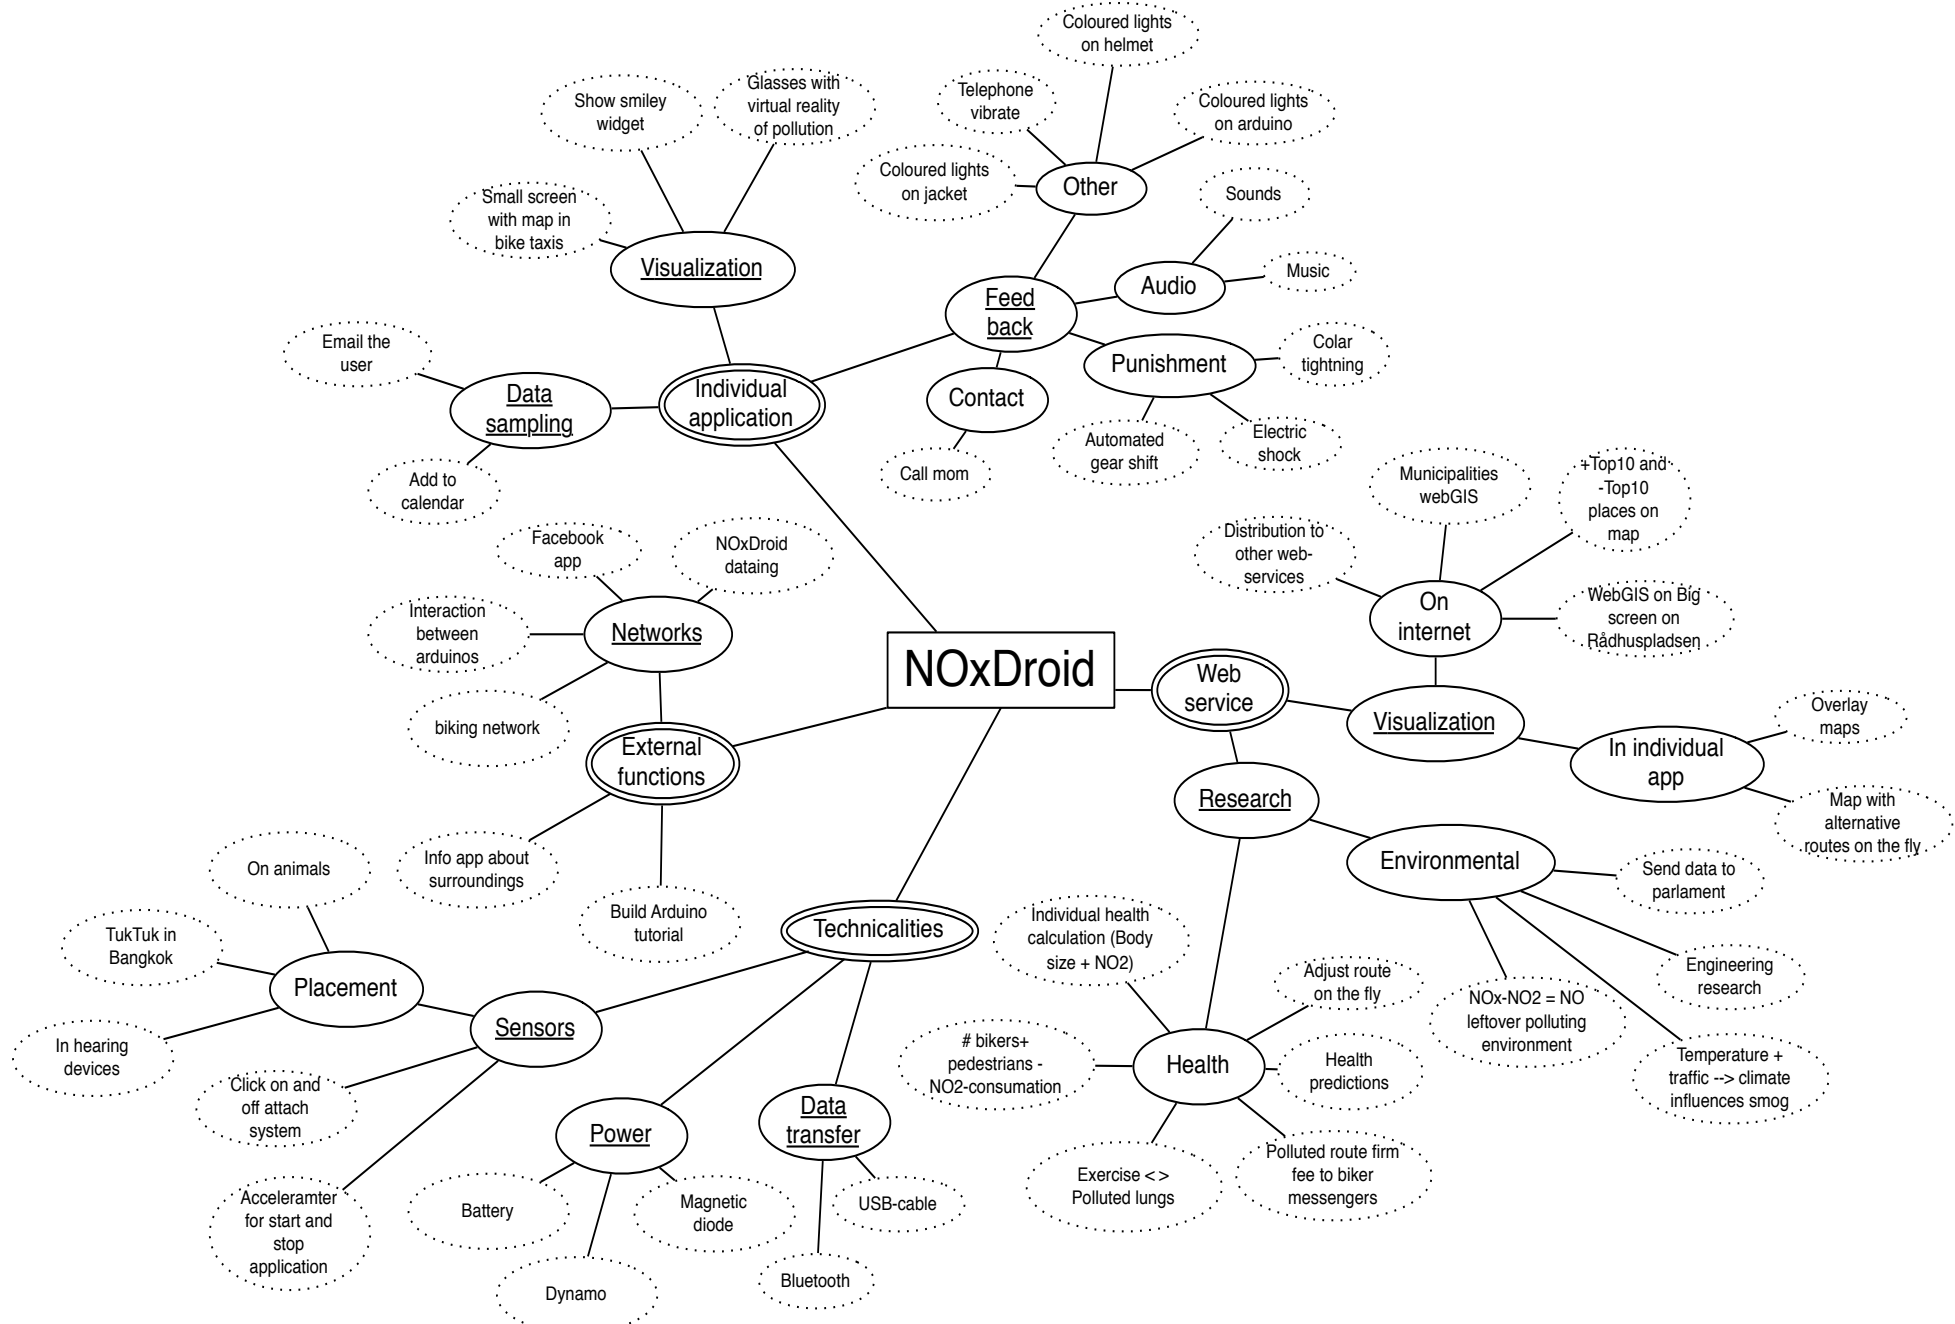 Coloured lights
on helmet
Show smiley
widget
Glasses with
virtual reality
of pollution
Telephone
vibrate
Coloured lights
on arduino
Coloured lights
on jacket
Other
Sounds
Small screen
with map in
bike taxis
Visualization
Audio
Music
Feed
back
Email the
user
Punishment
Colar
tightning
Data
sampling
Individual
application
Contact
Automated
gear shift
Electric
shock
Call mom
Add to
calendar
Municipalities
webGIS
+Top10 and
-Top10
places on
map
Facebook
app
NOxDroid
dataing
Distribution to
other web-
services
Interaction
between
arduinos
Networks
On
internet
WebGIS on Big
screen on
Rådhuspladsen
NOxDroid
Web
service
biking network
Visualization
Overlay
maps
External
functions
In individual
app
Research
Map with
alternative
routes on the fly
Info app about
surroundings
On animals
Environmental
Send data to
parlament
Build Arduino
tutorial
Technicalities
Individual health
calculation (Body
size + NO2)
TukTuk in
Bangkok
Placement
Sensors
Adjust route
on the fly
Engineering
research
NOx-NO2 = NO
leftover polluting
environment
In hearing
devices
# bikers+
pedestrians -
NO2-consumation
Health
Health
predictions
Temperature +
traffic --> climate
influences smog
Click on and
off attach
system
Power
Data
transfer
Exercise < >
Polluted lungs
Polluted route firm
fee to biker
messengers
Acceleramter
for start and
stop
application
Battery
Magnetic
diode
USB-cable
Dynamo
Bluetooth